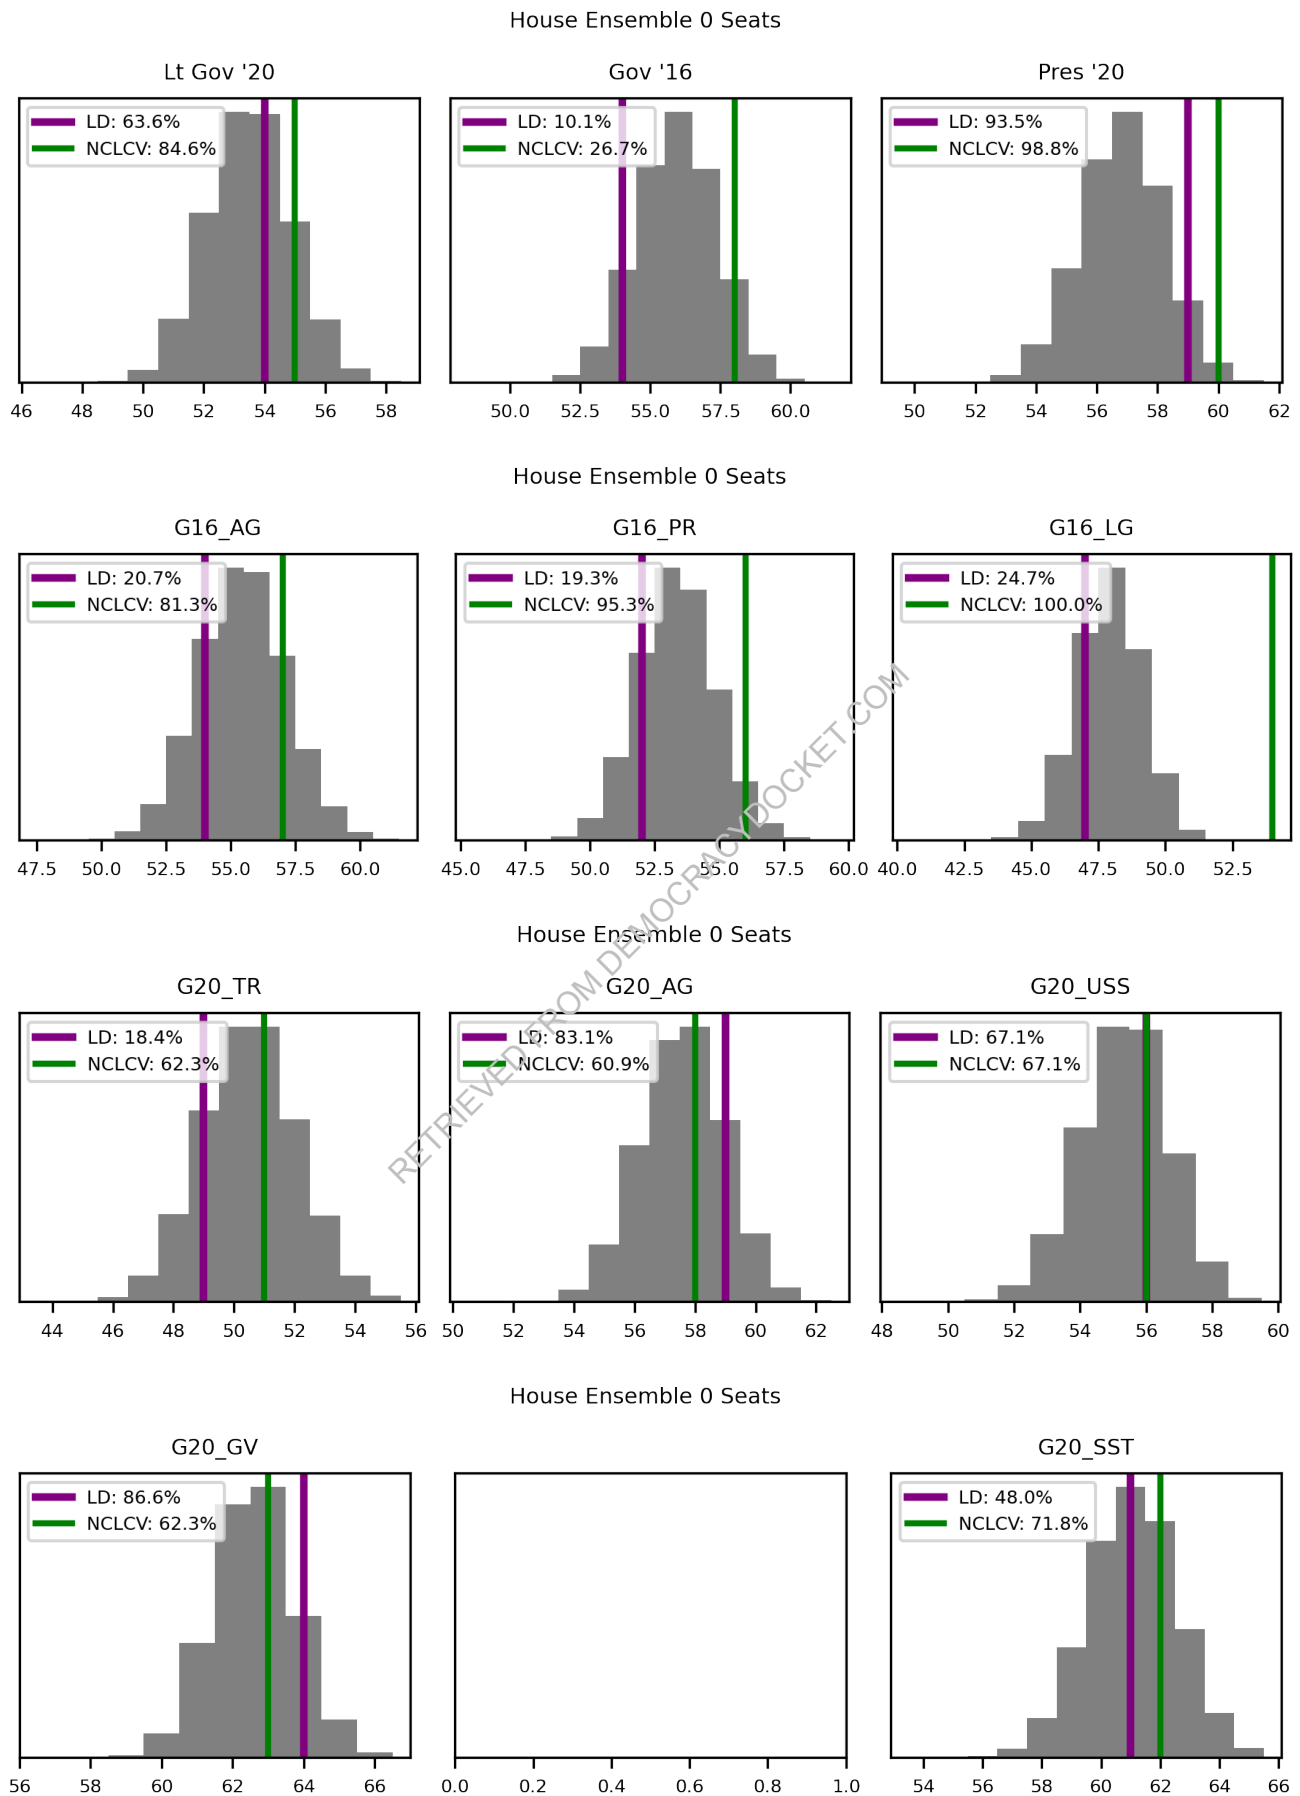 House Ensemble 0 Seats
Lt Gov '20
Gov '16
Pres '20
LD: 63.6%
NCLCV: 84.6%
LD: 10.1%
NCLCV: 26.7%
LD: 93.5%
NCLCV: 98.8%
46 48 50 52 54 56 58
50.0 52.5 55.0 57.5 60.0
50 52 54 56 58 60 62
House Ensemble 0 Seats
G16_AG
G16_PR
G16_LG
LD: 20.7%
NCLCV: 81.3%
LD: 19.3%
NCLCV: 95.3%
LD: 24.7%
NCLCV: 100.0%
47.5 50.0 52.5 55.0 57.5 60.0
45.0 47.5 50.0 52.5 55.0 57.5 60.0
40.0 42.5 45.0 47.5 50.0 52.5
RETRIEVED FROM DEMOCRACYDOCKET.COM
House Ensemble 0 Seats
G20_TR
G20_AG
G20_USS
LD: 18.4%
NCLCV: 62.3%
LD: 83.1%
NCLCV: 60.9%
LD: 67.1%
NCLCV: 67.1%
44 46 48 50 52 54 56
50 52 54 56 58 60 62
48 50 52 54 56 58 60
House Ensemble 0 Seats
G20_GV
G20_SST
LD: 86.6%
NCLCV: 62.3%
LD: 48.0%
NCLCV: 71.8%
56 58 60 62 64 66
0.0 0.2 0.4 0.6 0.8 1.0
54 56 58 60 62 64 66